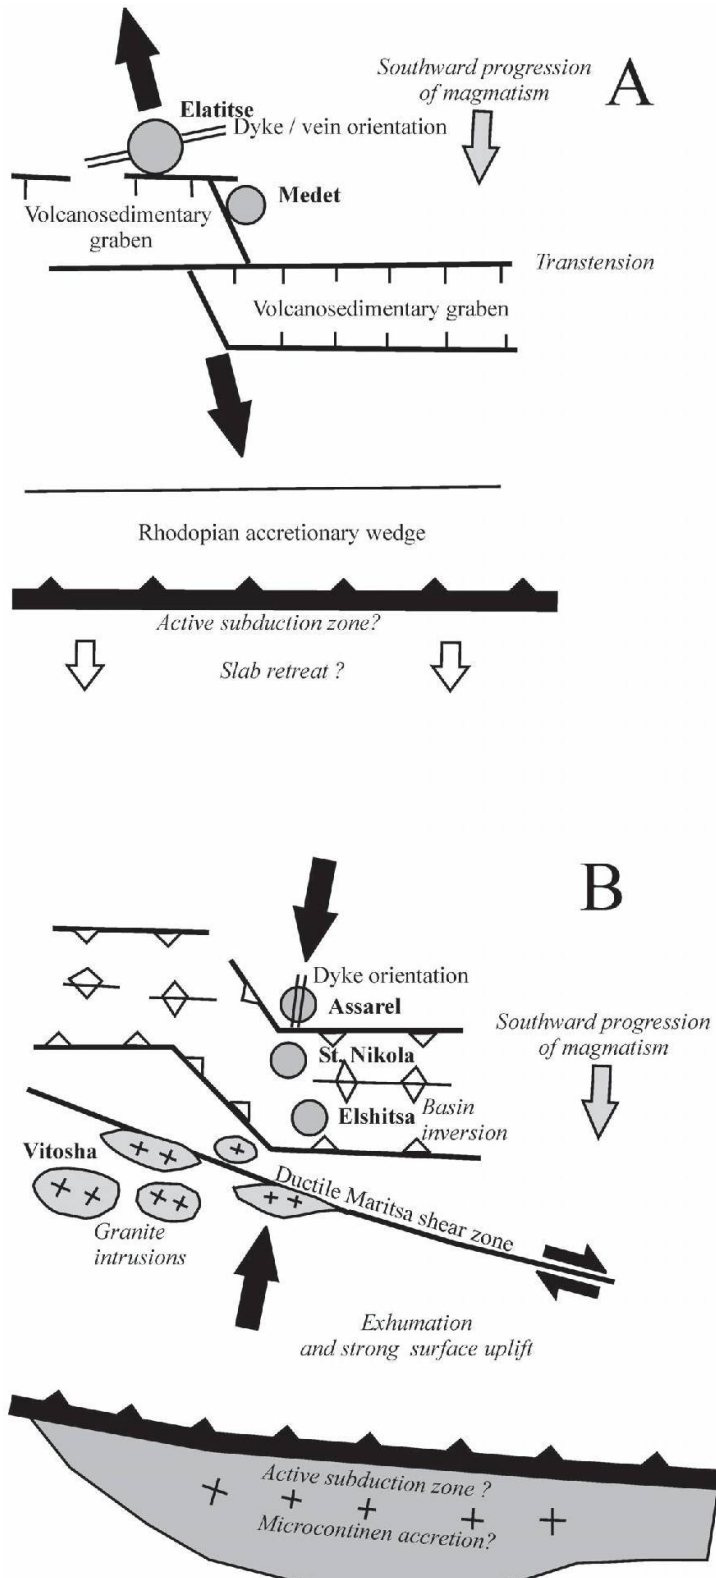 A
Southward progression
of magmatism
Elatitse
Dyke / vein orientation
Medet
Volcanosedimentary
graben
Transtension
Volcanosedimentary graben
Rhodopian accretionary wedge
Active subduction zone?
Slab retreat ?
B
Dyke orientation
Assarel
Southward progression
of magmatism
St. Nikola
Elshitsa
Basin
inversion
Vitosha
Ductile Maritsa shear zone
Granite
intrusions
Exhumation
and strong surface uplift
Active subduction zone ?
Microcontinen accretion?